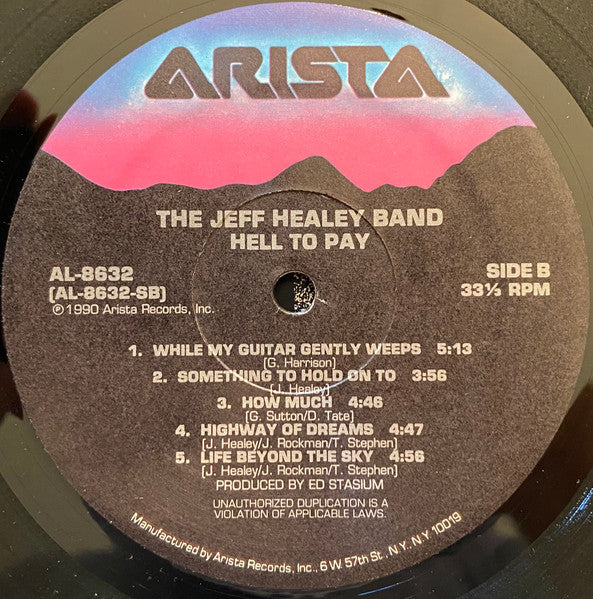 ARISTA
THE JEFF HEALEY BAND
HELL TO PAY
AL-8632
(AL-8632-SB)
℗1990 Arista Records, Inc.
SIDE B
33⅓ RPM
1. WHILE MY GUITAR GENTLY WEEPS 5:13
(G. Harrison)
2. SOMETHING TO HOLD ON TO 3:56
(J. Healey)
3. HOW MUCH 4:46
(G. Sutton/D. Tate)
4. HIGHWAY OF DREAMS 4:47
(J. Healey/J. Rockman/T. Stephen)
5. LIFE BEYOND THE SKY 4:56
(J. Healey/J. Rockman/T. Stephen)
PRODUCED BY ED STASIUM
UNAUTHORIZED DUPLICATION IS A
VIOLATION OF APPLICABLE LAWS.
Manufactured by Arista Records, Inc., 6 W. 57th St., N.Y. N.Y 10019